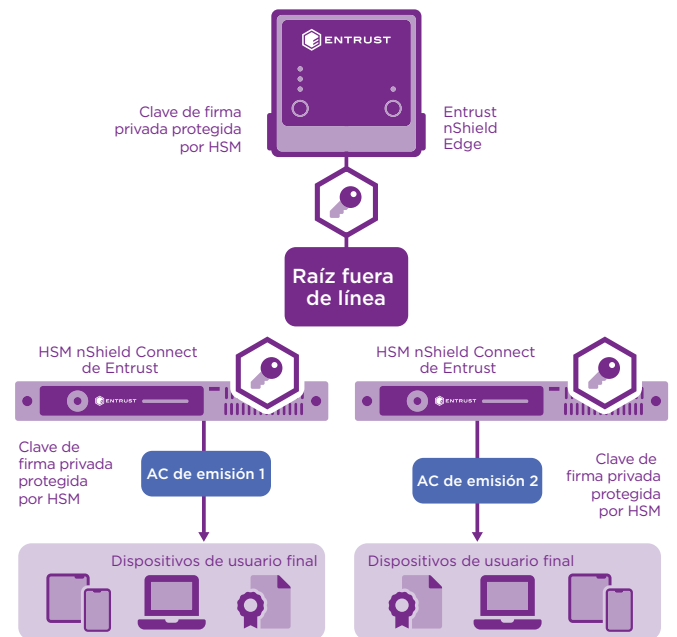 ENTRUST
Clave de firma
privada protegida
por HSM
Entrust
nShield
Edge
Raíz fuera
de línea
HSM nShield Connect
de Entrust
HSM nShield Connect
de Entrust
ENTRUST
ENTRUST
Clave de
firma privada
protegida
por HSM
AC de emisión 1
AC de emisión 2
Clave de
firma privada
protegida
por HSM
Dispositivos de usuario final
Dispositivos de usuario final